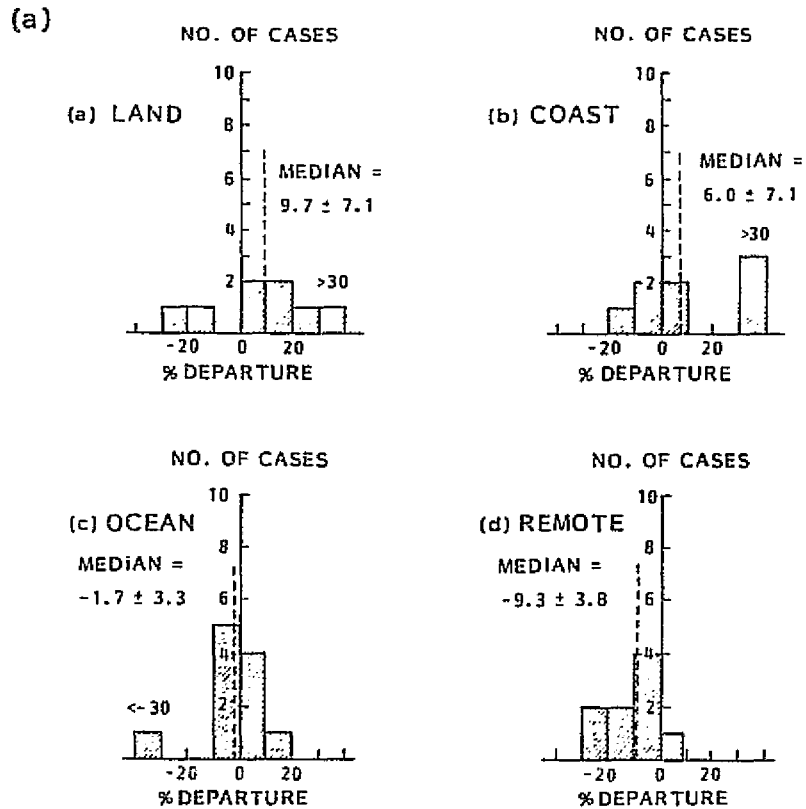 (a)
NO. OF CASES
(a) LAND
10
8
6
4
2
MEDIAN =
9.7 ± 7.1
>30
-20 0 20
% DEPARTURE
NO. OF CASES
(b) COAST
10
8
6
4
2
MEDIAN =
6.0 ± 7.1
>30
-20 0 20
% DEPARTURE
NO. OF CASES
(c) OCEAN
10
8
6
4
2
MEDiAN =
-1.7 ± 3.3
<-30
-20 0 20
% DEPARTURE
NO. OF CASES
(d) REMOTE
10
8
6
4
2
MEDIAN =
-9.3 ± 3.8
-20 0 20
% DEPARTURE